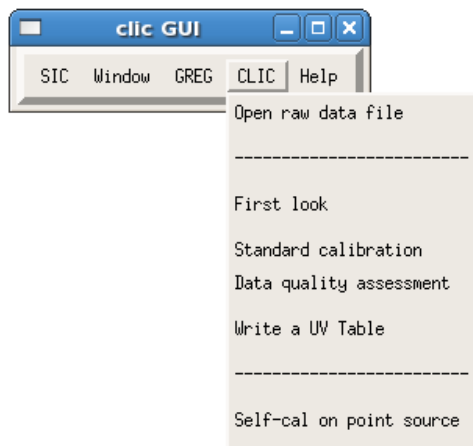 clic GUI
SIC Window GREG CLIC Help
Open raw data file
-------------------------
First look
Standard calibration
Data quality assessment
Write a UV Table
-------------------------
Self-cal on point source